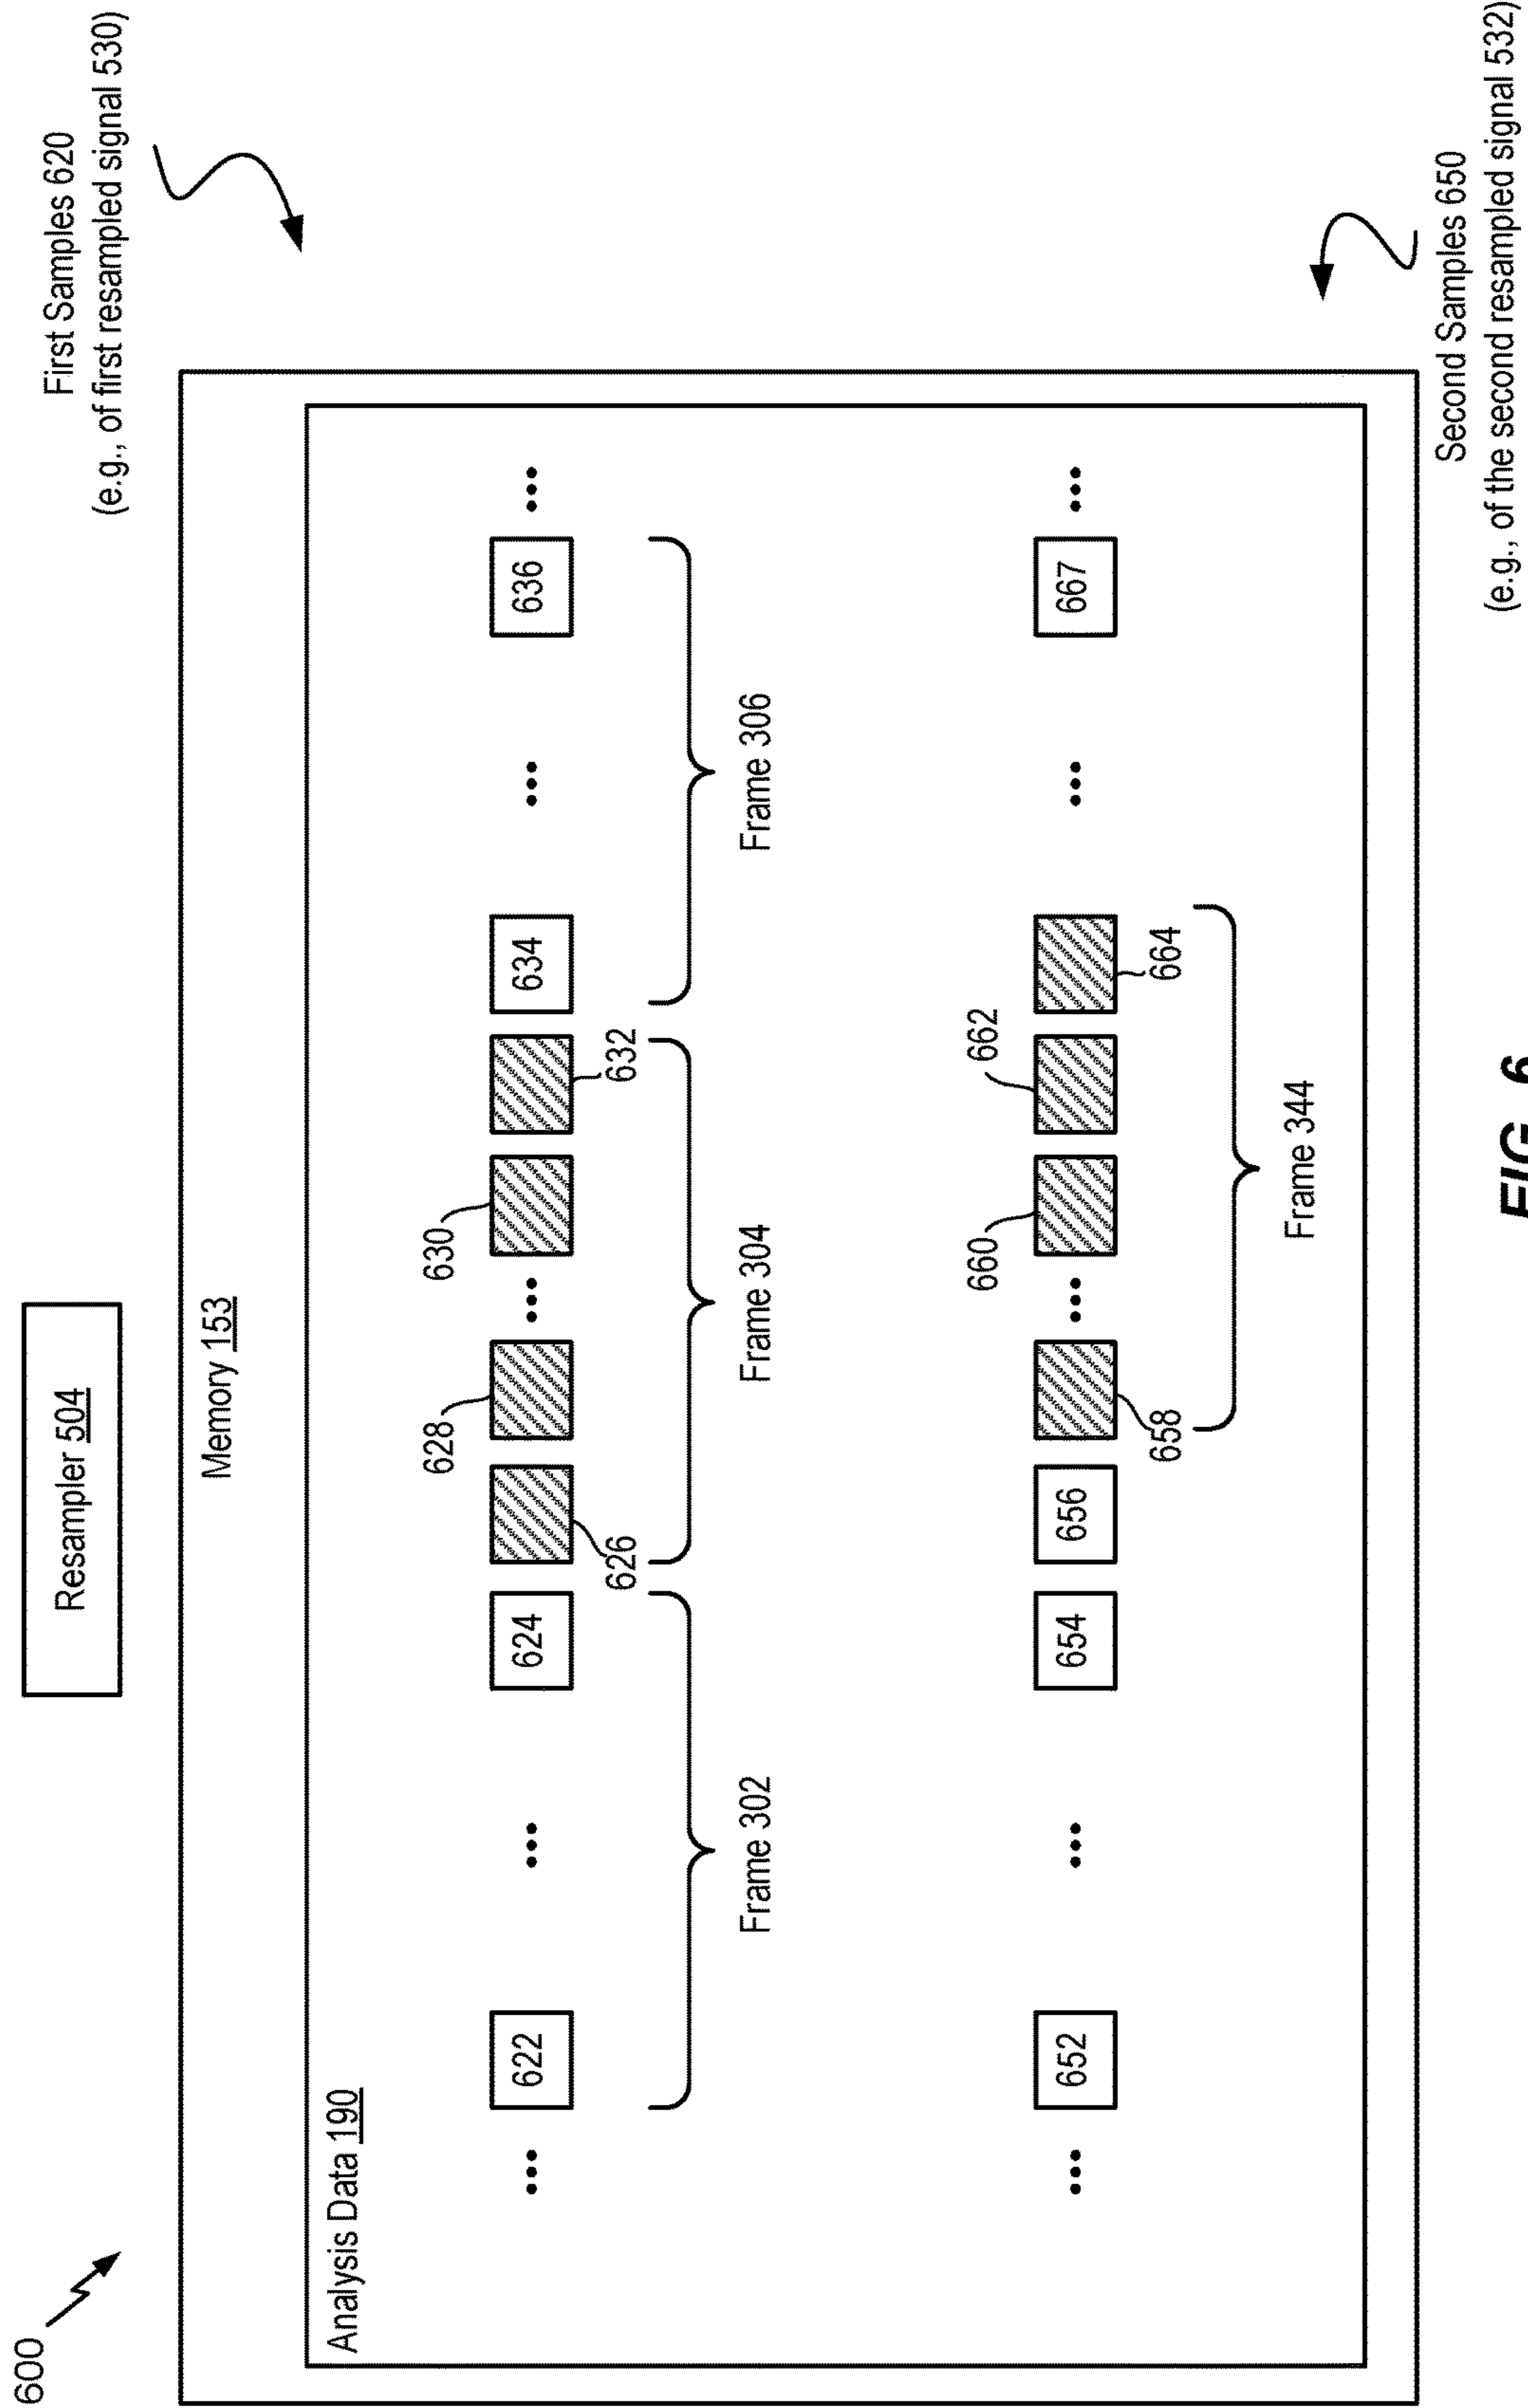 600
Resampler 504
First Samples 620
(e.g., of first resampled signal 530)
Memory 153
Analysis Data 190
628
630
622
624
634
636
626
632
Frame 302
Frame 304
Frame 306
660
662
652
654
656
667
658
664
Frame 344
Second Samples 650
(e.g., of the second resampled signal 532)
FIG. 6